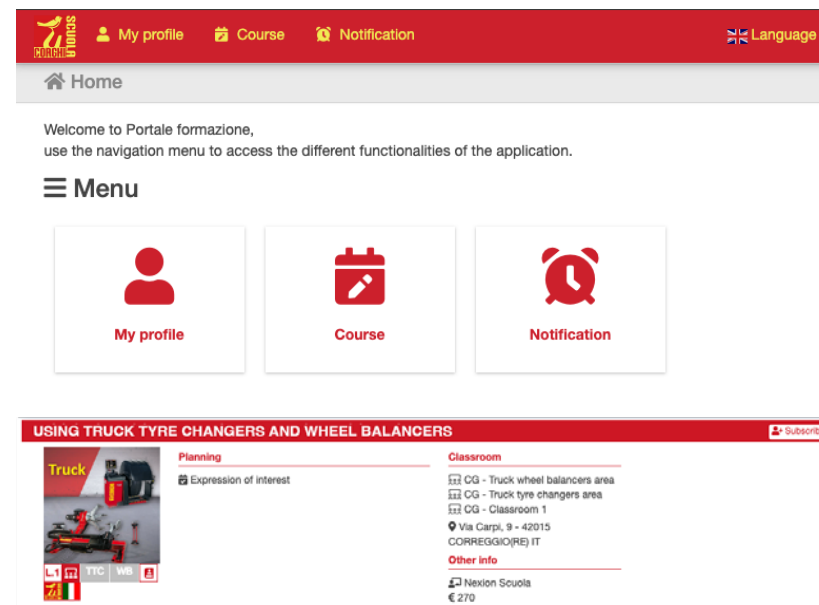 CORGHI SCUOLA My profile Course Notification Language
Home
Welcome to Portale formazione,
use the navigation menu to access the different functionalities of the application.
Menu
My profile Course Notification
USING TRUCK TYRE CHANGERS AND WHEEL BALANCERS
Planning
Expression of interest
Truck
L.1 TTC WB
Classroom
CG - Truck wheel balancers area
CG - Truck tyre changers area
CG - Classroom 1
Via Carpi, 9 - 42015
CORREGGIO(RE) IT
Other info
Nexion Scuola
€ 270